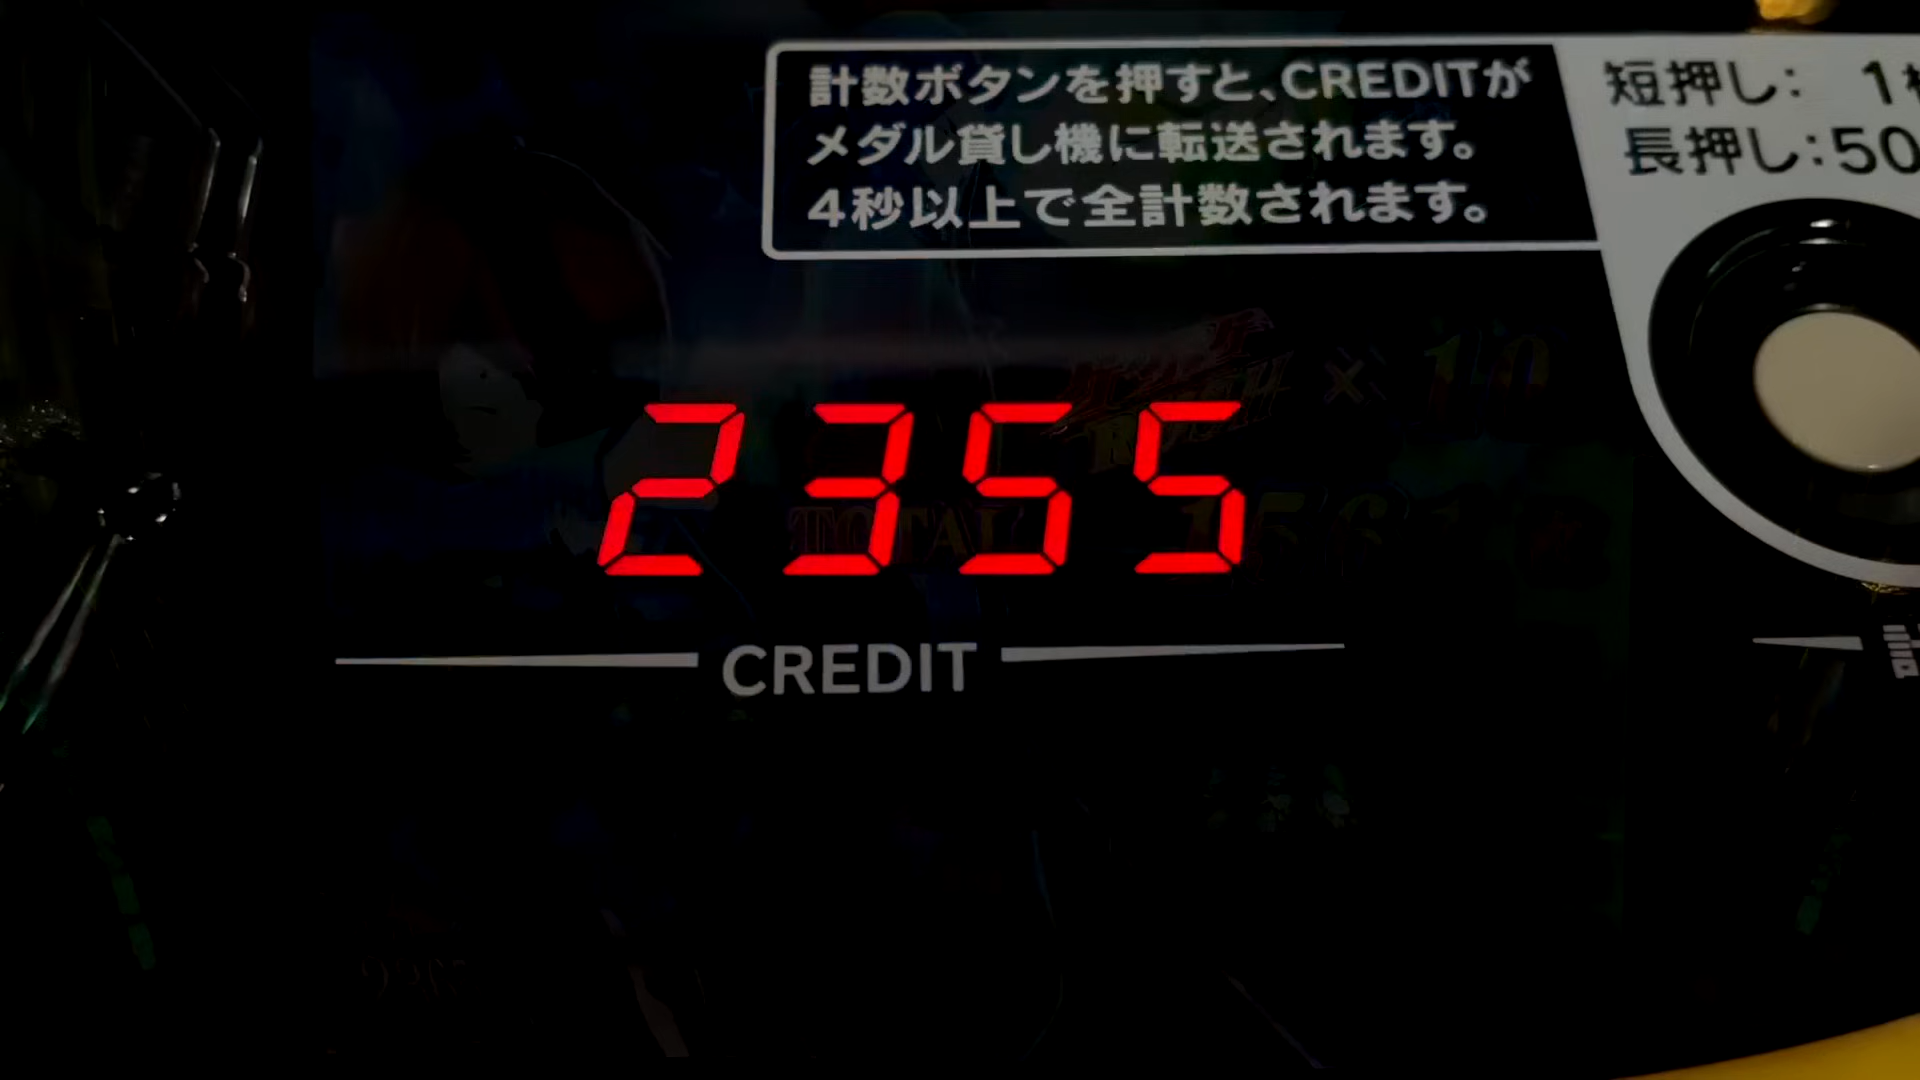 計数ボタンを押すと、CREDITが
メダル貸し機に転送されます。
4秒以上で全計数されます。
短押し: 1
長押し:50
2355
CREDIT